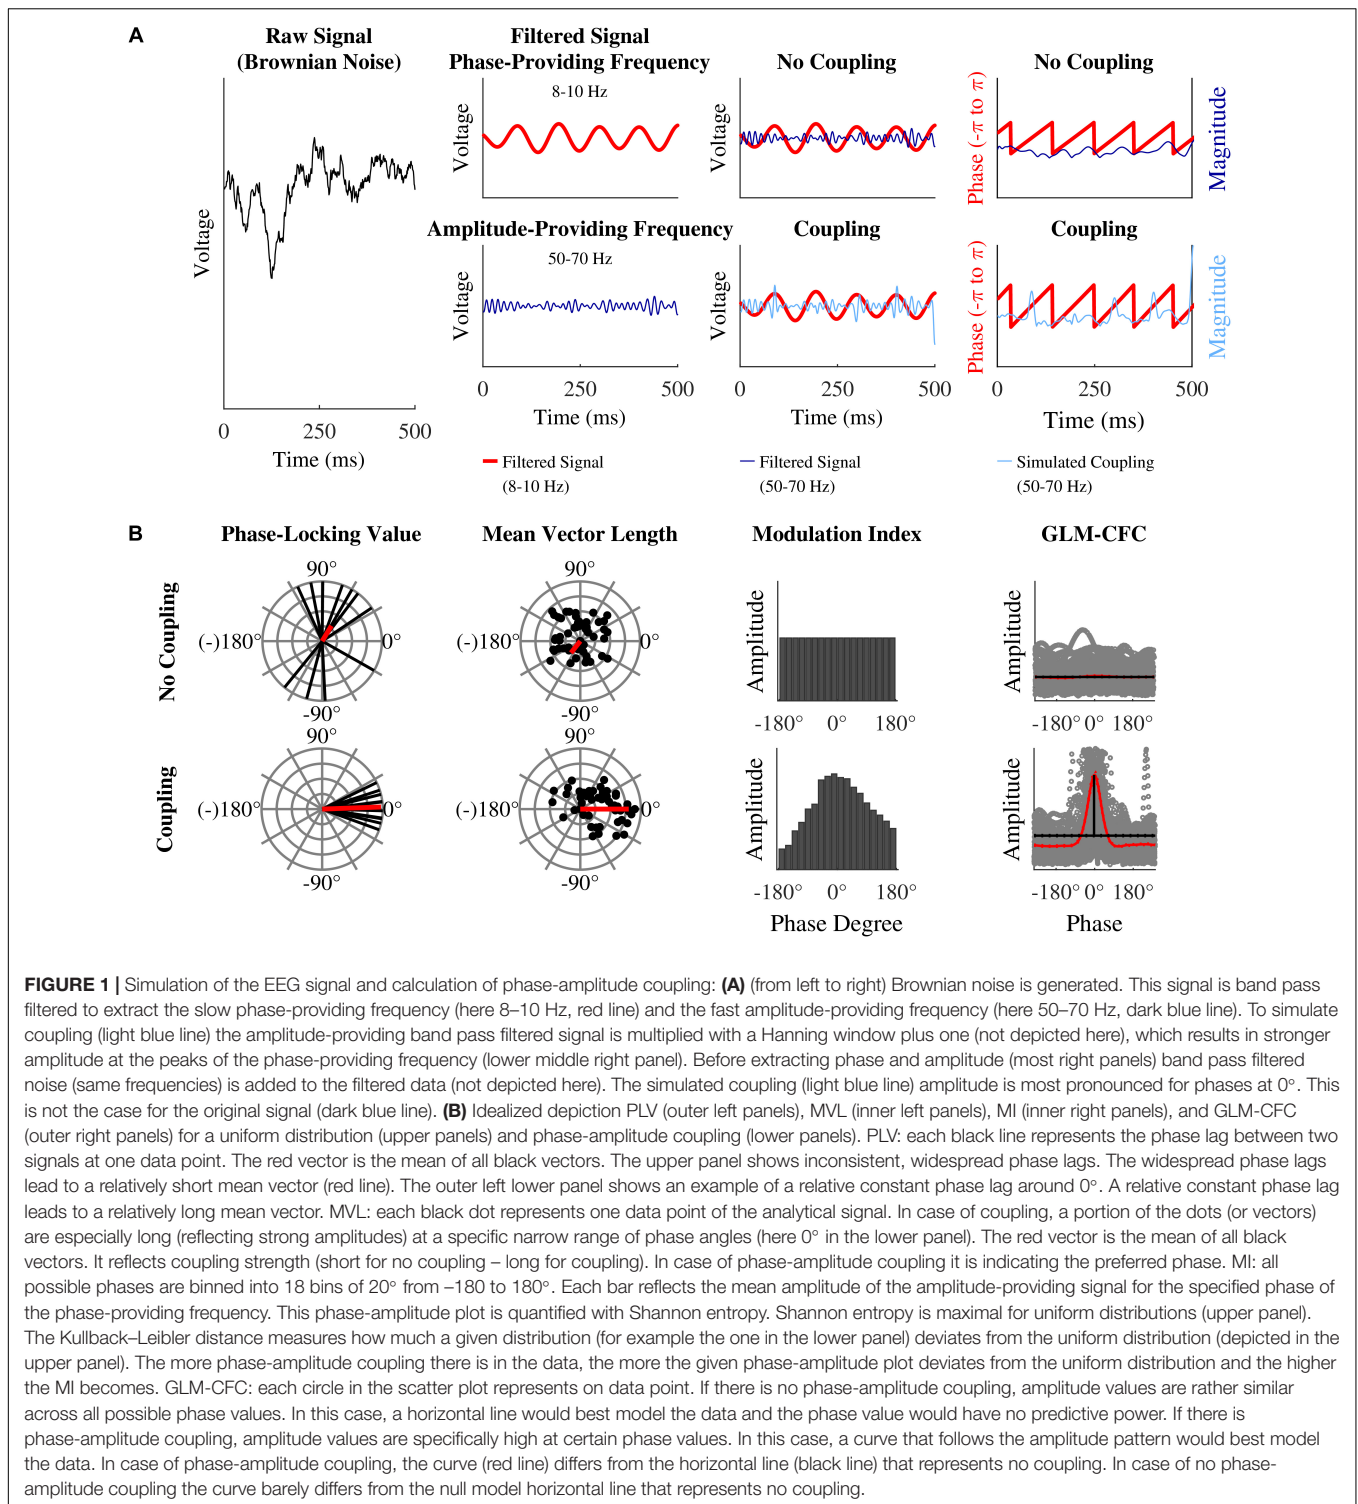 A
Raw Signal
(Brownian Noise)
Voltage
0 250 500
Time (ms)
Filtered Signal
Phase-Providing Frequency
8-10 Hz
Voltage
Amplitude-Providing Frequency
50-70 Hz
Voltage
0 250 500
Time (ms)
No Coupling
Voltage
Coupling
Voltage
0 250 500
Time (ms)
No Coupling
Phase (-π to π)
Magnitude
Coupling
Phase (-π to π)
Magnitude
0 250 500
Time (ms)
Filtered Signal
(8-10 Hz)
Filtered Signal
(50-70 Hz)
Simulated Coupling
(50-70 Hz)
B
Phase-Locking Value
Mean Vector Length
Modulation Index
GLM-CFC
No Coupling
90°
(-)180° 0°
-90°
90°
(-)180° 0°
-90°
Amplitude
-180° 0° 180°
Amplitude
-180° 0° 180°
Coupling
90°
(-)180° 0°
-90°
90°
(-)180° 0°
-90°
Amplitude
-180° 0° 180°
Phase Degree
Amplitude
-180° 0° 180°
Phase
FIGURE 1 | Simulation of the EEG signal and calculation of phase-amplitude coupling: (A) (from left to right) Brownian noise is generated. This signal is band pass
filtered to extract the slow phase-providing frequency (here 8–10 Hz, red line) and the fast amplitude-providing frequency (here 50–70 Hz, dark blue line). To simulate
coupling (light blue line) the amplitude-providing band pass filtered signal is multiplied with a Hanning window plus one (not depicted here), which results in stronger
amplitude at the peaks of the phase-providing frequency (lower middle right panel). Before extracting phase and amplitude (most right panels) band pass filtered
noise (same frequencies) is added to the filtered data (not depicted here). The simulated coupling (light blue line) amplitude is most pronounced for phases at 0°. This
is not the case for the original signal (dark blue line). (B) Idealized depiction PLV (outer left panels), MVL (inner left panels), MI (inner right panels), and GLM-CFC
(outer right panels) for a uniform distribution (upper panels) and phase-amplitude coupling (lower panels). PLV: each black line represents the phase lag between two
signals at one data point. The red vector is the mean of all black vectors. The upper panel shows inconsistent, widespread phase lags. The widespread phase lags
lead to a relatively short mean vector (red line). The outer left lower panel shows an example of a relative constant phase lag around 0°. A relative constant phase lag
leads to a relatively long mean vector. MVL: each black dot represents one data point of the analytical signal. In case of coupling, a portion of the dots (or vectors)
are especially long (reflecting strong amplitudes) at a specific narrow range of phase angles (here 0° in the lower panel). The red vector is the mean of all black
vectors. It reflects coupling strength (short for no coupling – long for coupling). In case of phase-amplitude coupling it is indicating the preferred phase. MI: all
possible phases are binned into 18 bins of 20° from –180 to 180°. Each bar reflects the mean amplitude of the amplitude-providing signal for the specified phase of
the phase-providing frequency. This phase-amplitude plot is quantified with Shannon entropy. Shannon entropy is maximal for uniform distributions (upper panel).
The Kullback–Leibler distance measures how much a given distribution (for example the one in the lower panel) deviates from the uniform distribution (depicted in the
upper panel). The more phase-amplitude coupling there is in the data, the more the given phase-amplitude plot deviates from the uniform distribution and the higher
the MI becomes. GLM-CFC: each circle in the scatter plot represents on data point. If there is no phase-amplitude coupling, amplitude values are rather similar
across all possible phase values. In this case, a horizontal line would best model the data and the phase value would have no predictive power. If there is
phase-amplitude coupling, amplitude values are specifically high at certain phase values. In this case, a curve that follows the amplitude pattern would best model
the data. In case of phase-amplitude coupling, the curve (red line) differs from the horizontal line (black line) that represents no coupling. In case of no phase-
amplitude coupling the curve barely differs from the null model horizontal line that represents no coupling.